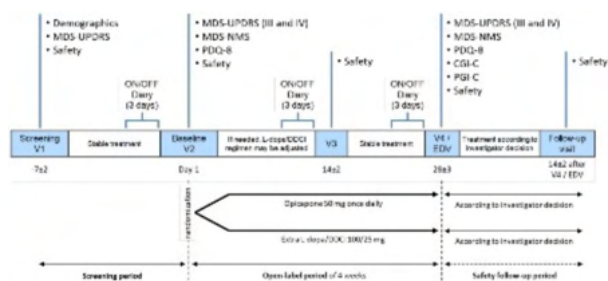 • Demographics
• MDS-UPDRS
• Safety
• MDS-UPDRS (III and IV)
• MDS-NMS
• PDQ-8
• Safety
• Safety
• MDS-UPDRS (III and IV)
• MDS-NMS
• PDQ-8
• CGI-C
• PGI-C
• Safety
• Safety
ON/OFF
Diary
(3 days)
ON/OFF
Diary
(3 days)
ON/OFF
Diary
(3 days)
Screening
V1
Stable treatment
Baseline
V2
If needed, L-dopa/DDCI
regimen may be adjusted
V3
Stable treatment
V4 /
EDV
Treatment according to
investigator decision
Follow-up
visit
-7±2
Day 1
14±2
28±3
14±2 after
V4 / EDV
randomisation
Opicapone 50 mg once daily
According to investigator decision
Extra L-dopa/DDCI 100/25 mg
According to investigator decision
Screening period
Open-label period of 4 weeks
Safety follow-up period